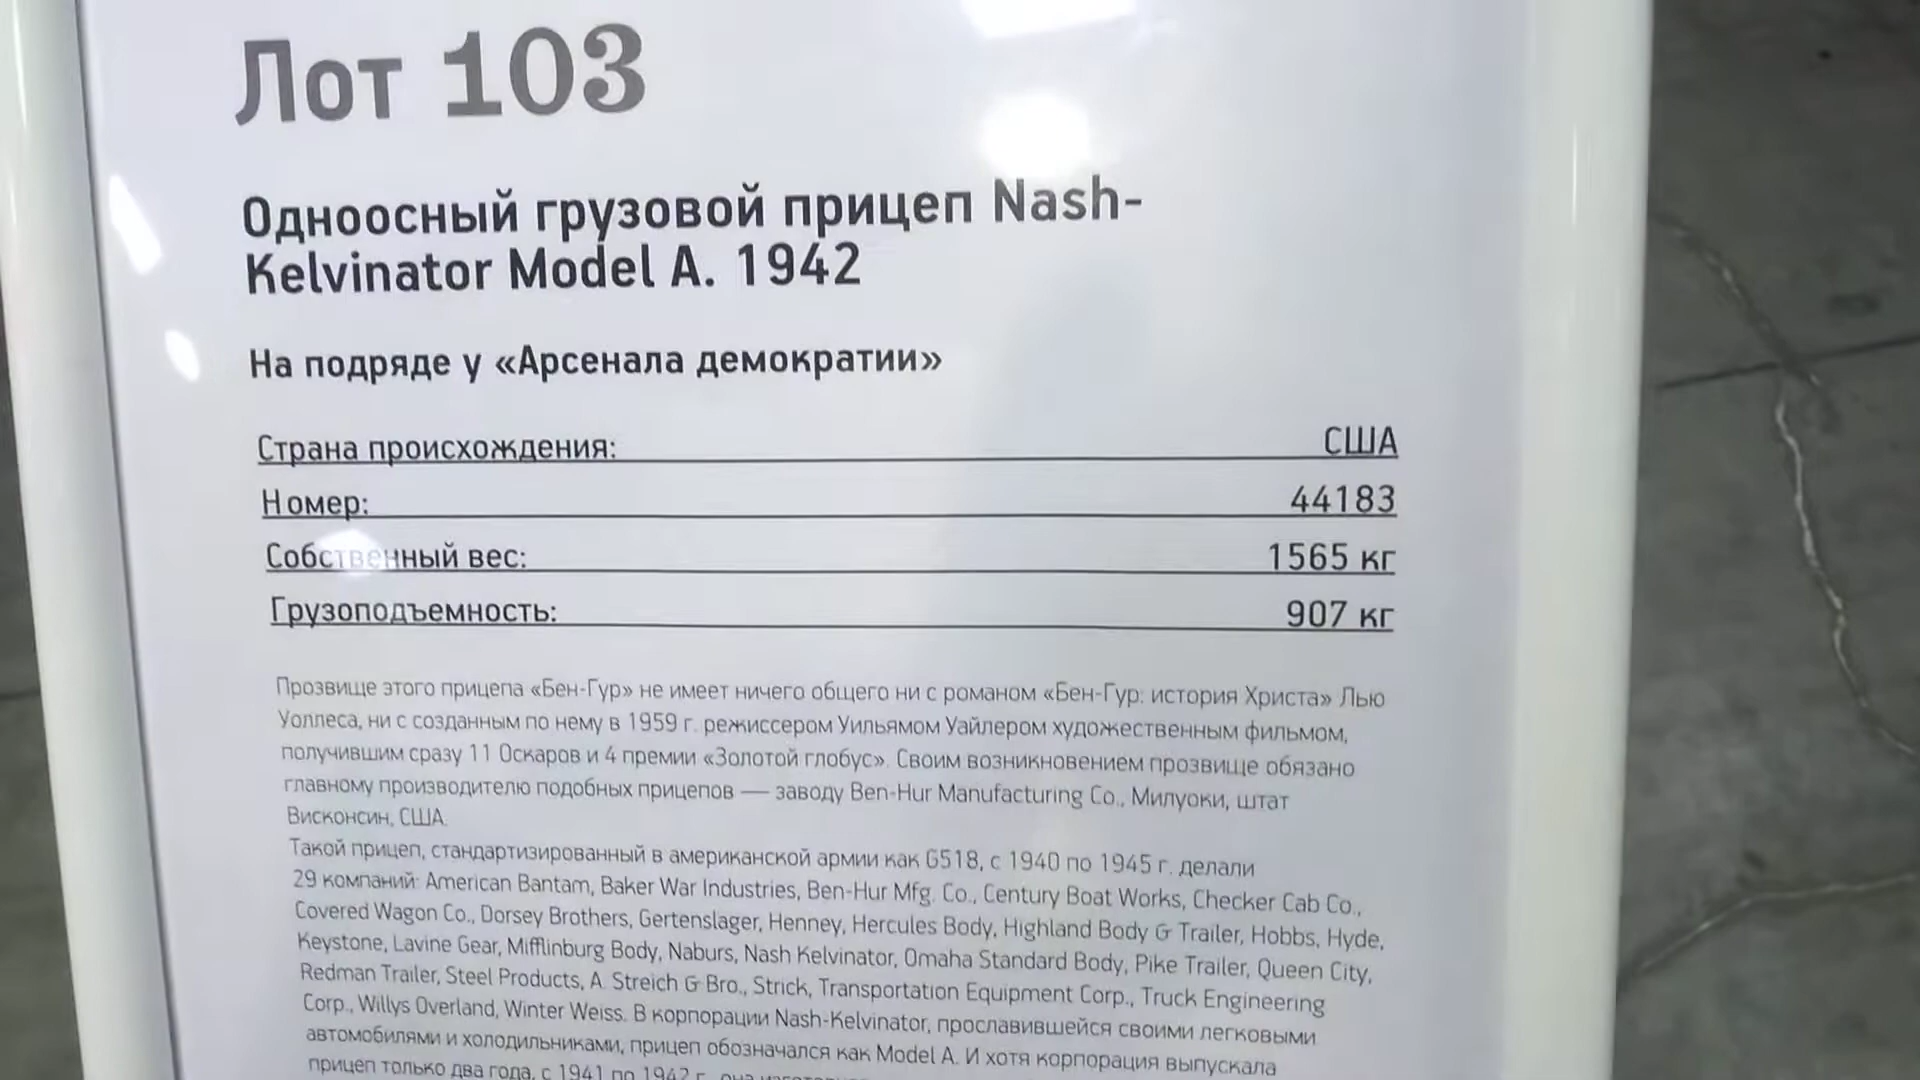 Лот 103
Одноосный грузовой прицеп Nash-
Kelvinator Model A. 1942
На подряде у «Арсенала демократии»
Страна происхождения: США
Номер: 44183
Собственный вес: 1565 кг
Грузоподъемность: 907 кг
Прозвище этого прицепа «Бен-Гур» не имеет ничего общего ни с романом «Бен-Гур: история Христа» Лью
Уоллеса, ни с созданным по нему в 1959 г. режиссером Уильямом Уайлером художественным фильмом,
получившим сразу 11 Оскаров и 4 премии «Золотой глобус». Своим возникновением прозвище обязано
главному производителю подобных прицепов — заводу Ben-Hur Manufacturing Co., Милуоки, штат
Висконсин, США.
Такой прицеп, стандартизированный в американской армии как G518, с 1940 по 1945 г. делали
29 компаний: American Bantam, Baker War Industries, Ben-Hur Mfg. Co., Century Boat Works, Checker Cab Co.,
Covered Wagon Co., Dorsey Brothers, Gertenslager, Henney, Hercules Body, Highland Body & Trailer, Hobbs, Hyde,
Keystone, Lavine Gear, Mifflinburg Body, Naburs, Nash Kelvinator, Omaha Standard Body, Pike Trailer, Queen City,
Redman Trailer, Steel Products, A. Streich & Bro., Strick, Transportation Equipment Corp., Truck Engineering
Corp., Willys Overland, Winter Weiss. В корпорации Nash-Kelvinator, прославившейся своими легковыми
автомобилями и холодильниками, прицеп обозначался как Model A. И хотя корпорация выпускала
прицеп только два года, с 1941 по 1942 г., она